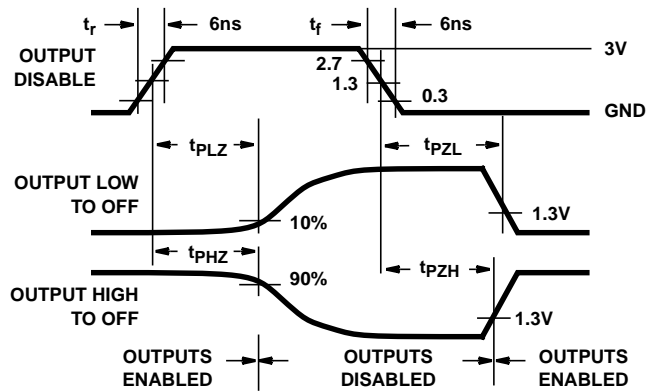 tr 6ns tf 6ns
OUTPUT
DISABLE
3V
2.7
1.3
0.3
GND
tPLZ tPZL
OUTPUT LOW
TO OFF
10%
1.3V
tPHZ tPZH
OUTPUT HIGH
TO OFF
90%
1.3V
OUTPUTS
ENABLED
OUTPUTS
DISABLED
OUTPUTS
ENABLED